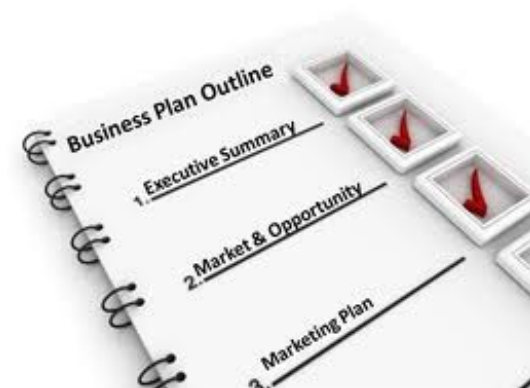 Business Plan Outline
1. Executive Summary
2. Market & Opportunity
3. Marketing Plan